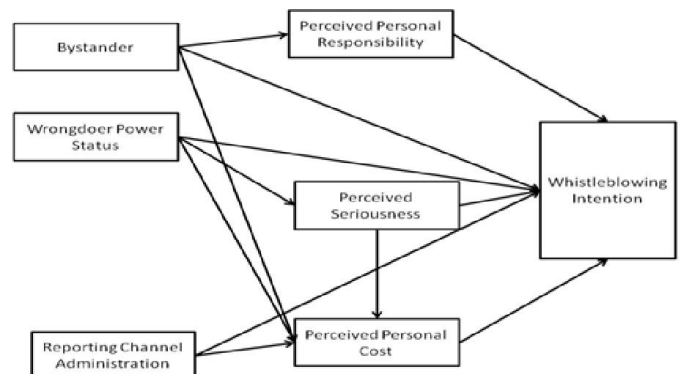 Bystander
Perceived Personal
Responsibility
Wrongdoer Power
Status
Perceived
Seriousness
Whistleblowing
Intention
Reporting Channel
Administration
Perceived Personal
Cost